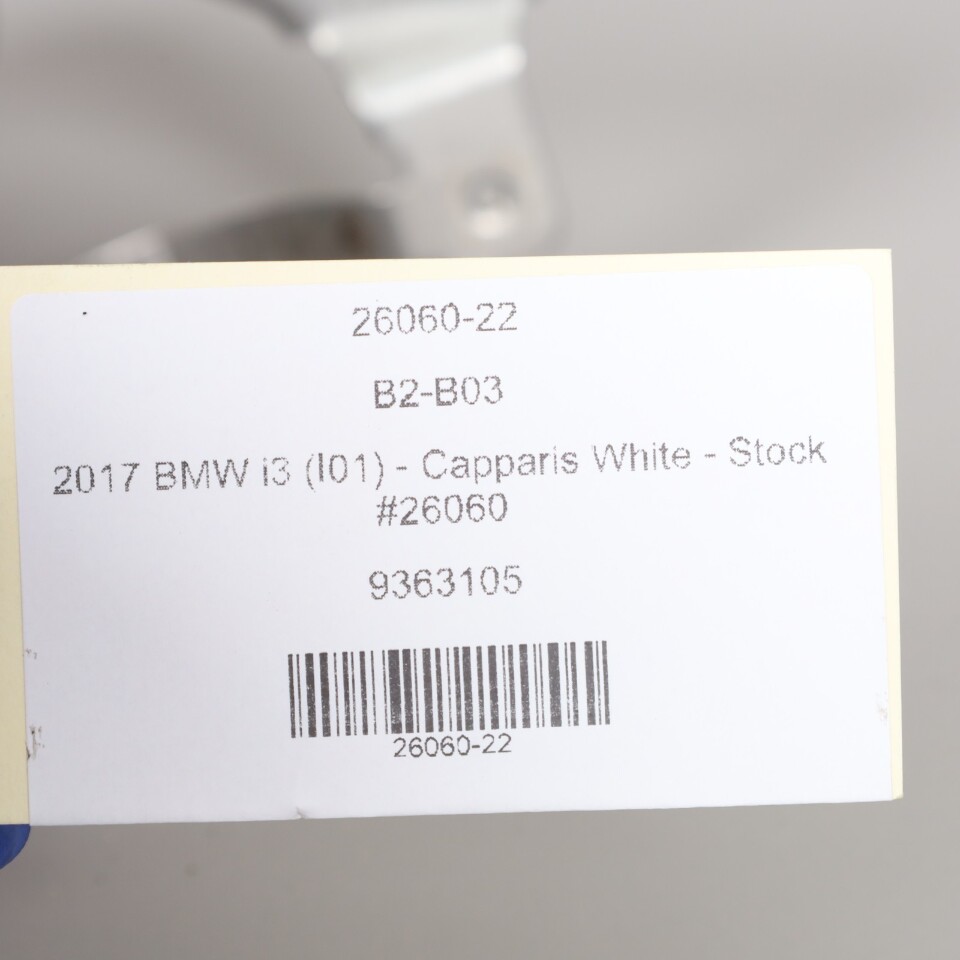 26060-22
B2-B03
2017 BMW i3 (I01) - Capparis White - Stock
#26060
9363105
26060-22